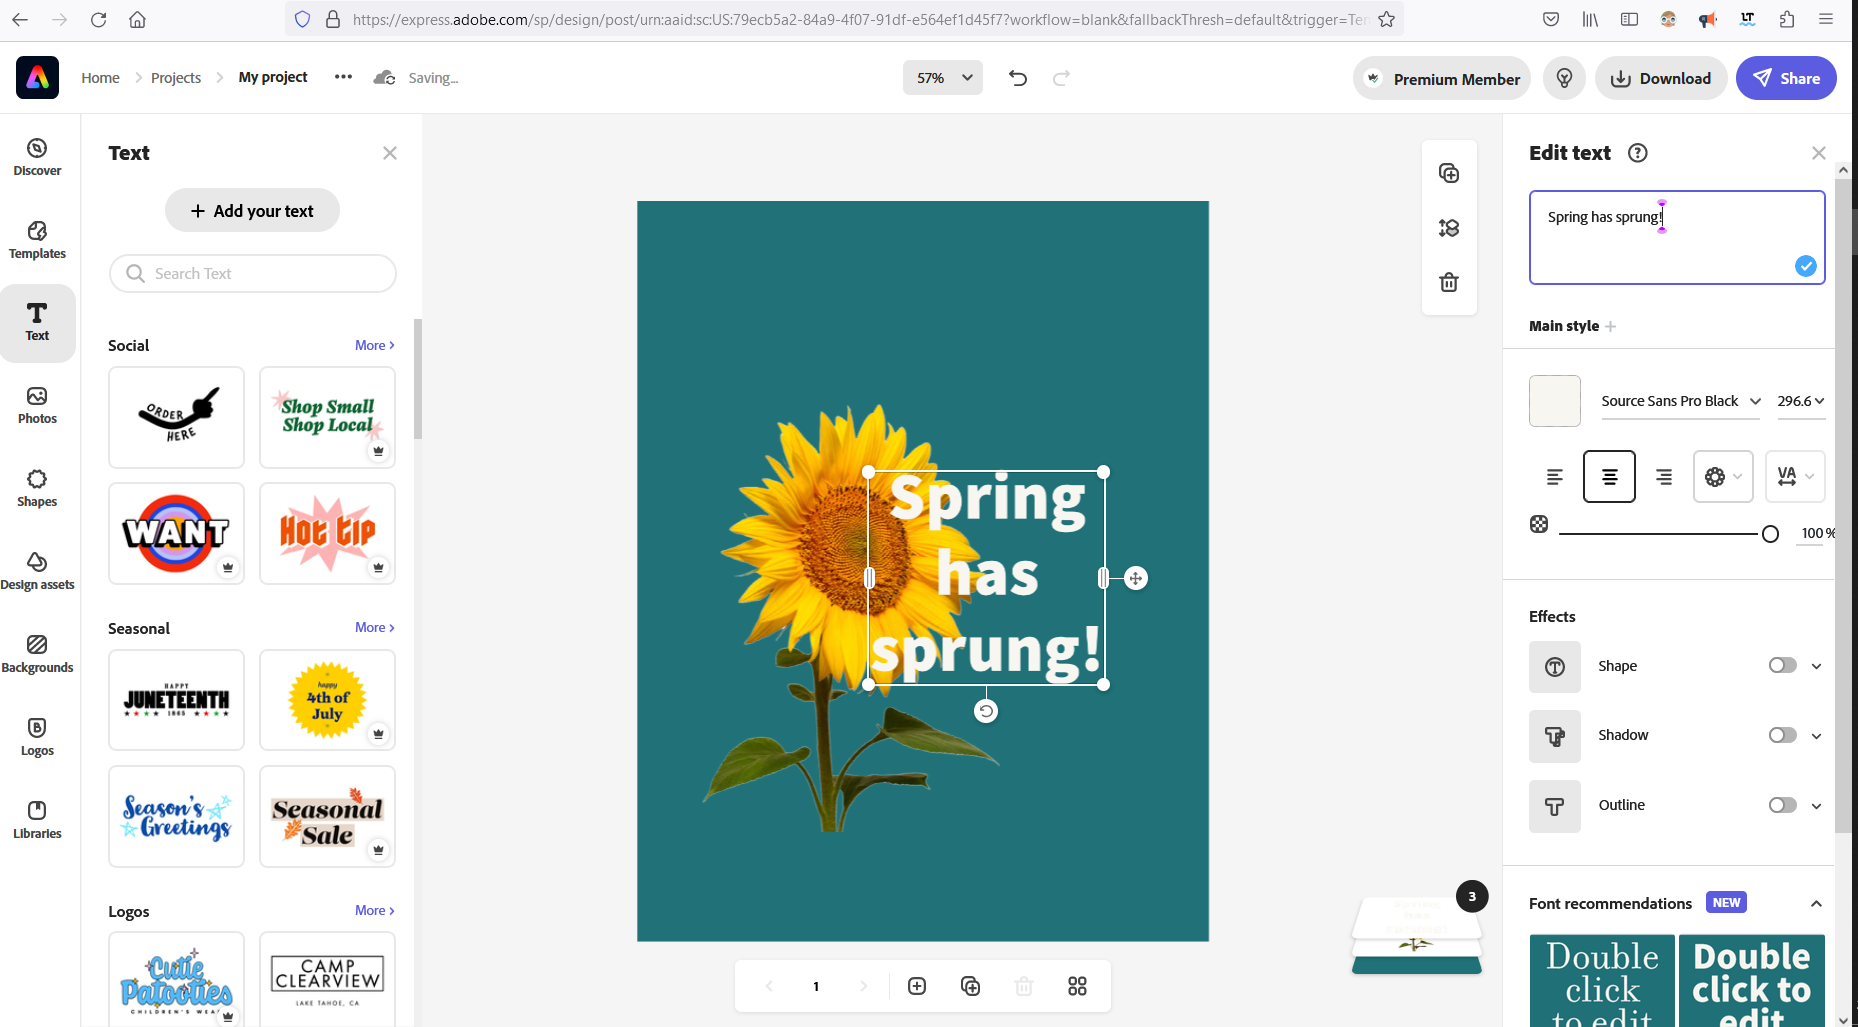 https://express.adobe.com/sp/design/post/urn:aaid:sc:US:79ecb5a2-84a9-4f07-91df-e564ef1d45f7?workflow=blank&fallbackThresh=default&trigger=Ter
LT
Home
Projects
My project
Saving...
57%
Premium Member
Download
Share
Discover
Templates
Text
Photos
Shapes
Design assets
Backgrounds
Logos
Libraries
Text
+ Add your text
Search Text
Social
More >
ORDER
HERE
Shop Small
Shop Local
WANT
Hot tip
Seasonal
More >
HAPPY
JUNETEENTH
1865
happy
4th of
July
Season's
Greetings
Seasonal
Sale
Logos
More >
Cutie
Patooties
CHILDREN'S WEA
CAMP
CLEARVIEW
LAKE TAHOE, CA
Spring
has
sprung!
3
1
Edit text
Spring has sprung!
Main style +
Source Sans Pro Black
296.6
VA
100 %
Effects
Shape
Shadow
Outline
Font recommendations NEW
Double
click
to edit
Double
click to
edit